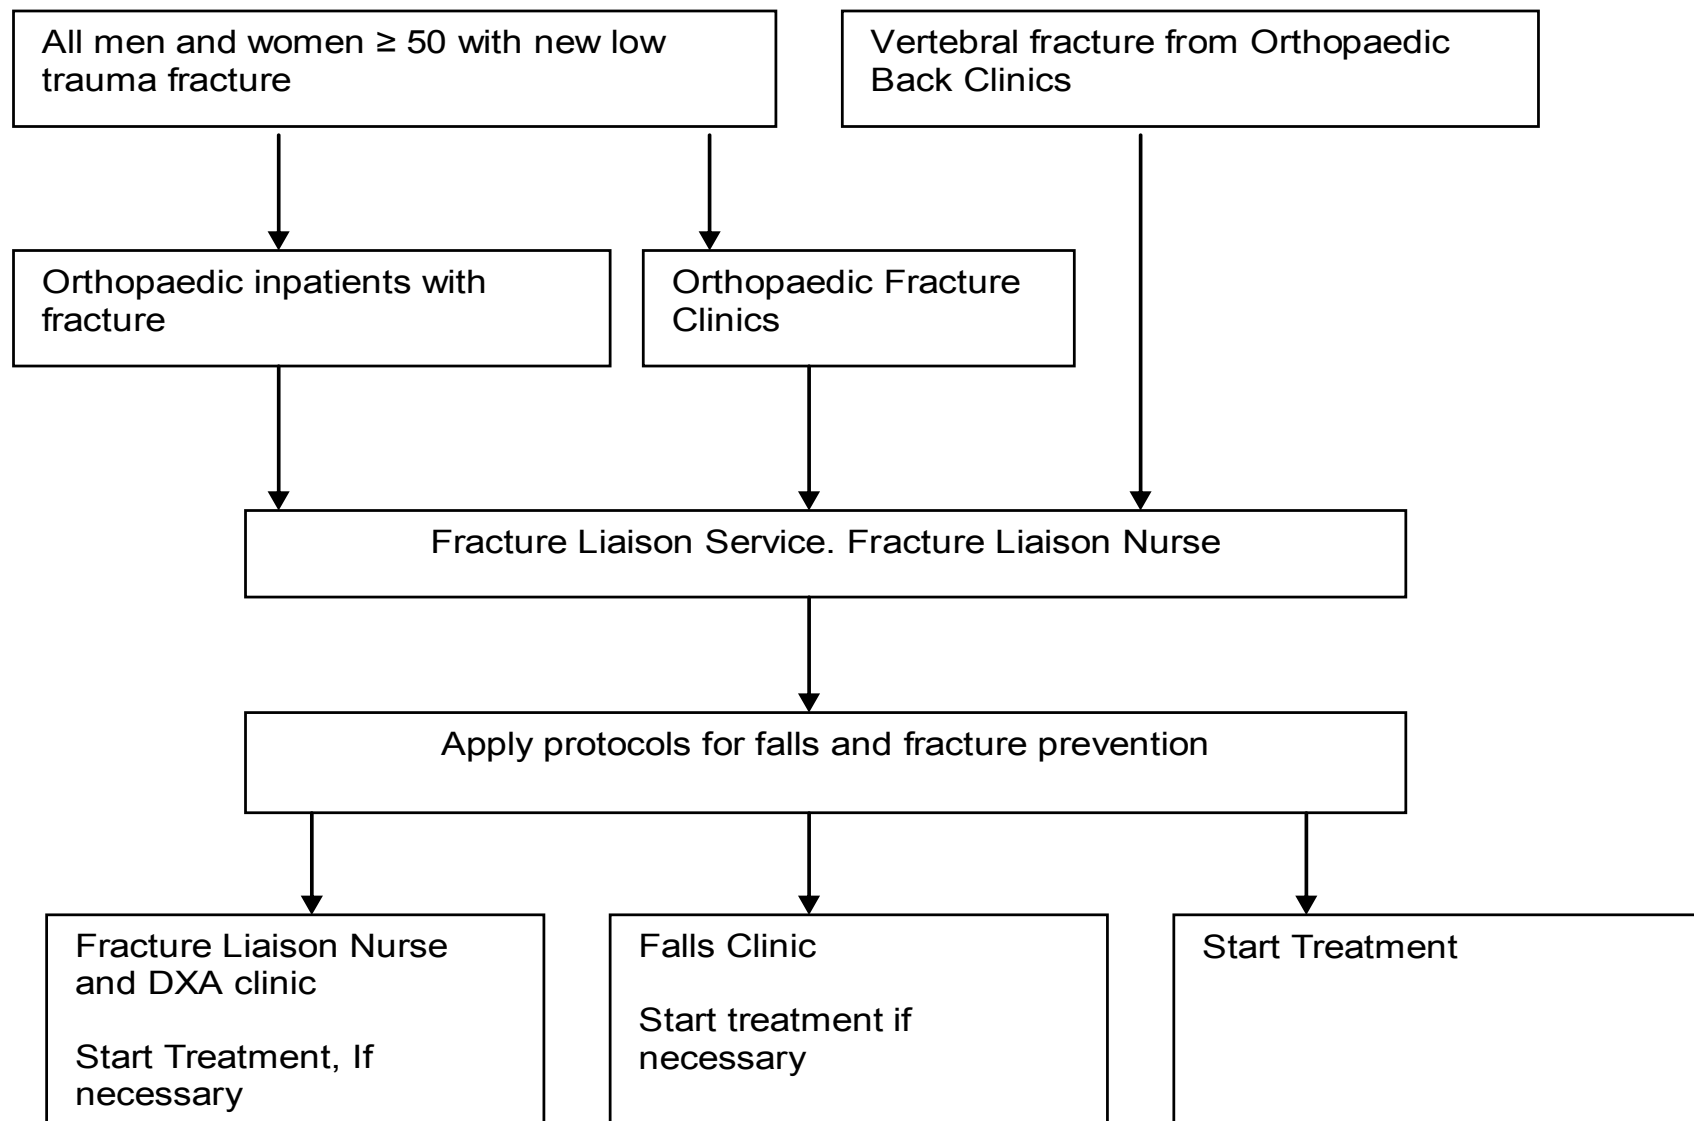 All men and women ≥ 50 with new low
trauma fracture
Vertebral fracture from Orthopaedic
Back Clinics
Orthopaedic inpatients with
fracture
Orthopaedic Fracture
Clinics
Fracture Liaison Service. Fracture Liaison Nurse
Apply protocols for falls and fracture prevention
Fracture Liaison Nurse
and DXA clinic
Start Treatment, If
necessary
Falls Clinic
Start treatment if
necessary
Start Treatment